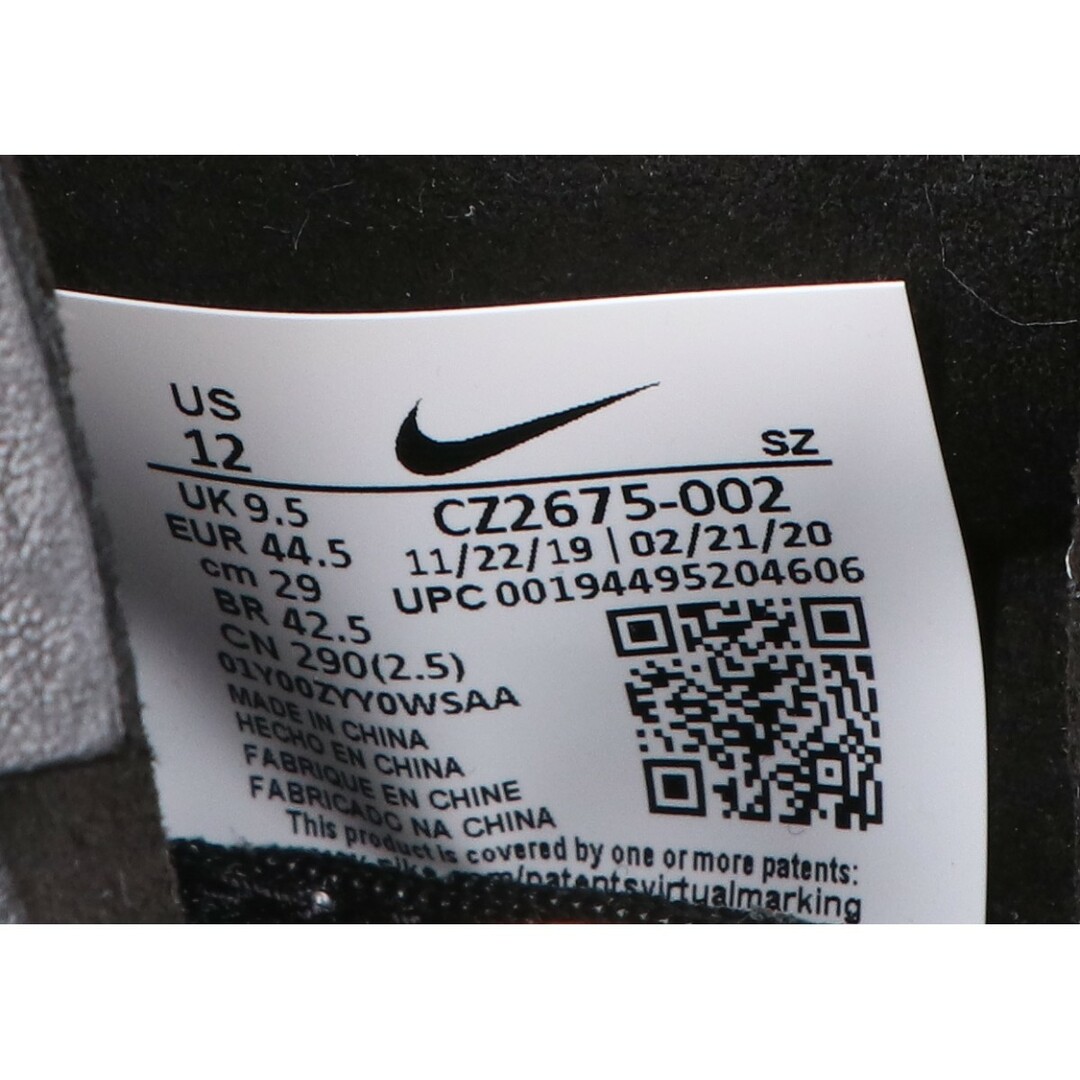 US
12
SZ
UK 9.5
CZ2675-002
EUR 44.5
11/22/19 | 02/21/20
cm 29
UPC 00194495204606
BR 42.5
CN 290(2.5)
01Y00ZYY0WSAA
MADE IN CHINA
HECHO EN CHINA
FABRIQUE EN CHINE
FABRICADO NA CHINA
This product is covered by one or more patents:
.com/patentsvirtualmarking